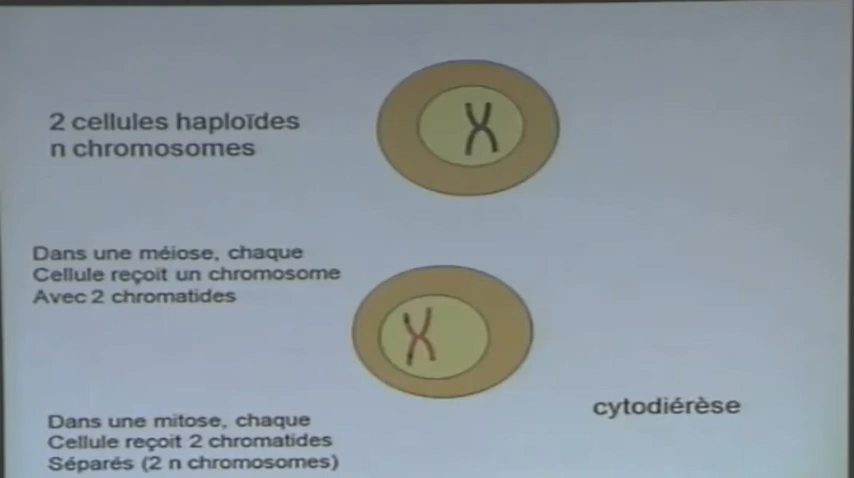 2 cellules haploïdes
n chromosomes
Dans une méiose, chaque
Cellule reçoit un chromosome
Avec 2 chromatides
Dans une mitose, chaque
Cellule reçoit 2 chromatides
Séparés (2 n chromosomes)
cytodiérèse